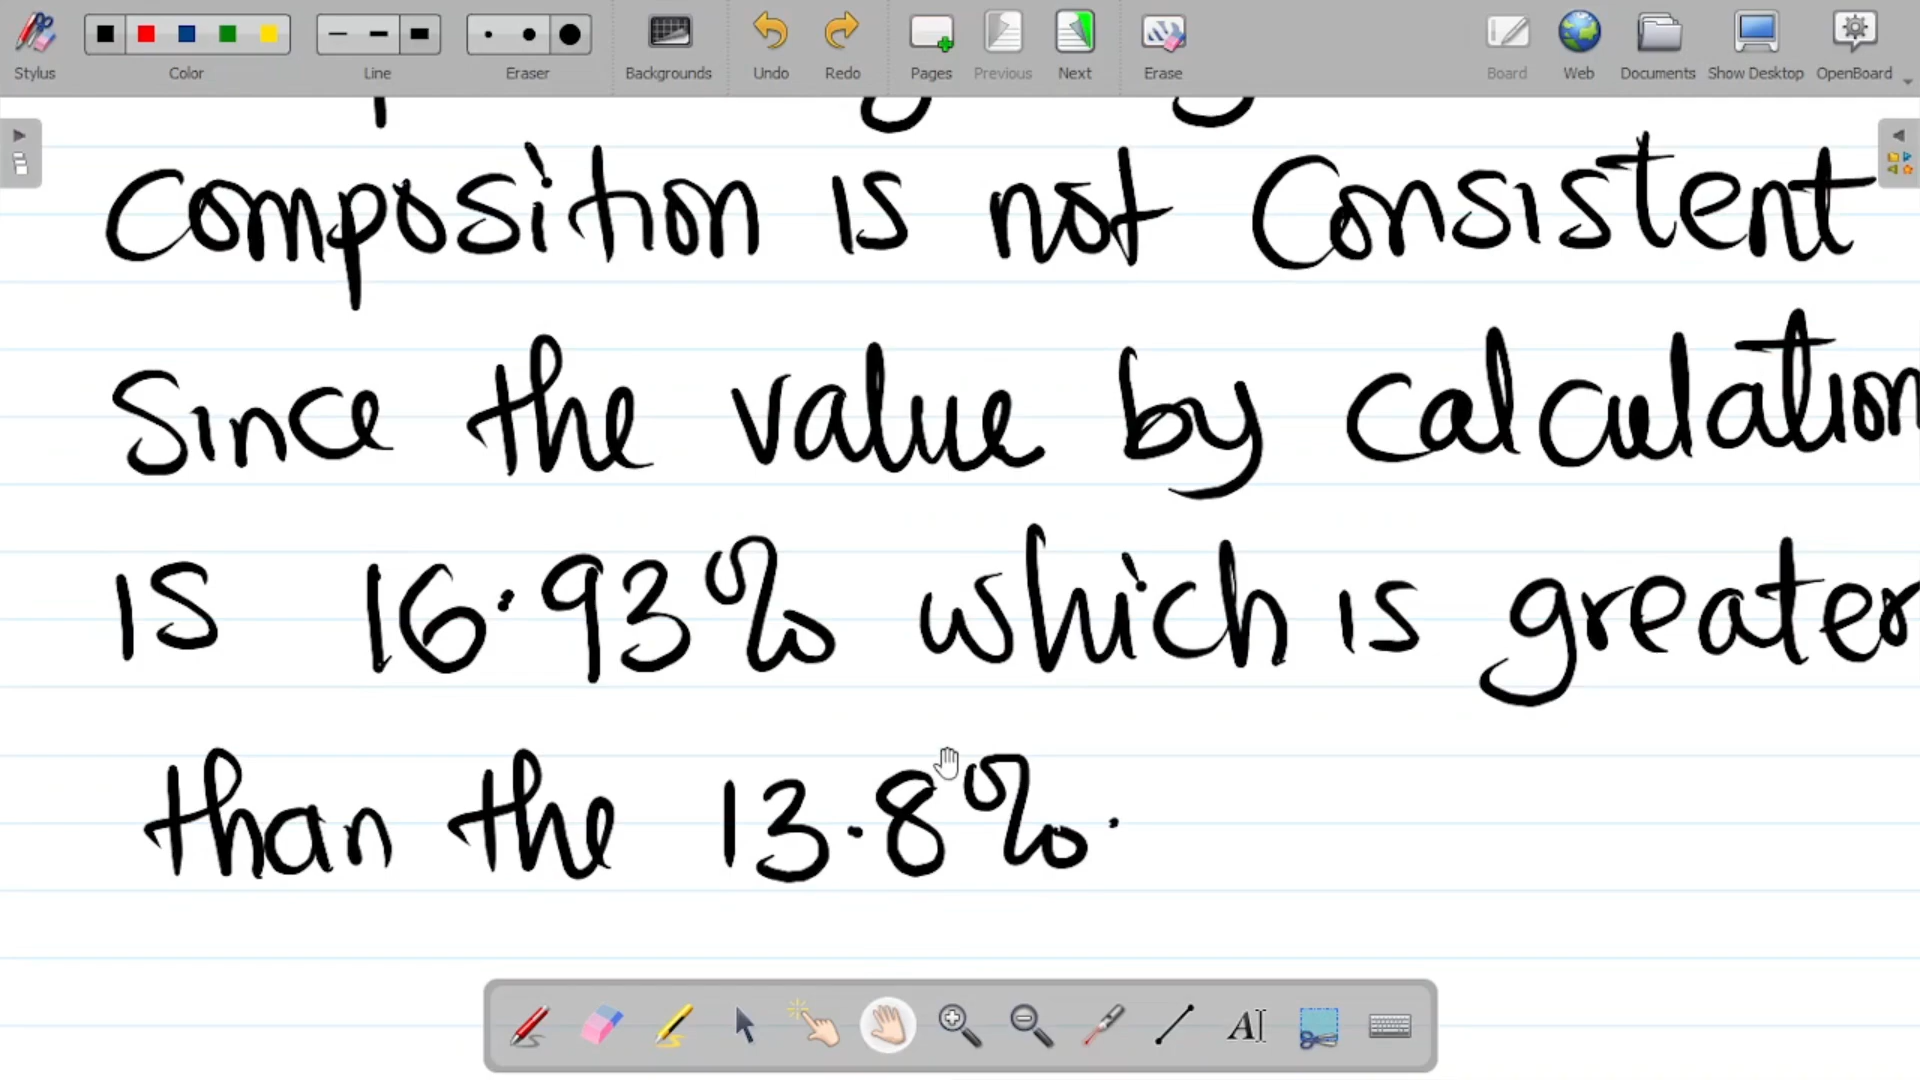 Stylus Color Line Eraser Backgrounds Undo Redo Pages Previous Next Erase Board Web Documents Show Desktop OpenBoard
Composition is not Consistent
Since the value by calculation
is 16.93% which is greater
than the 13.8%.